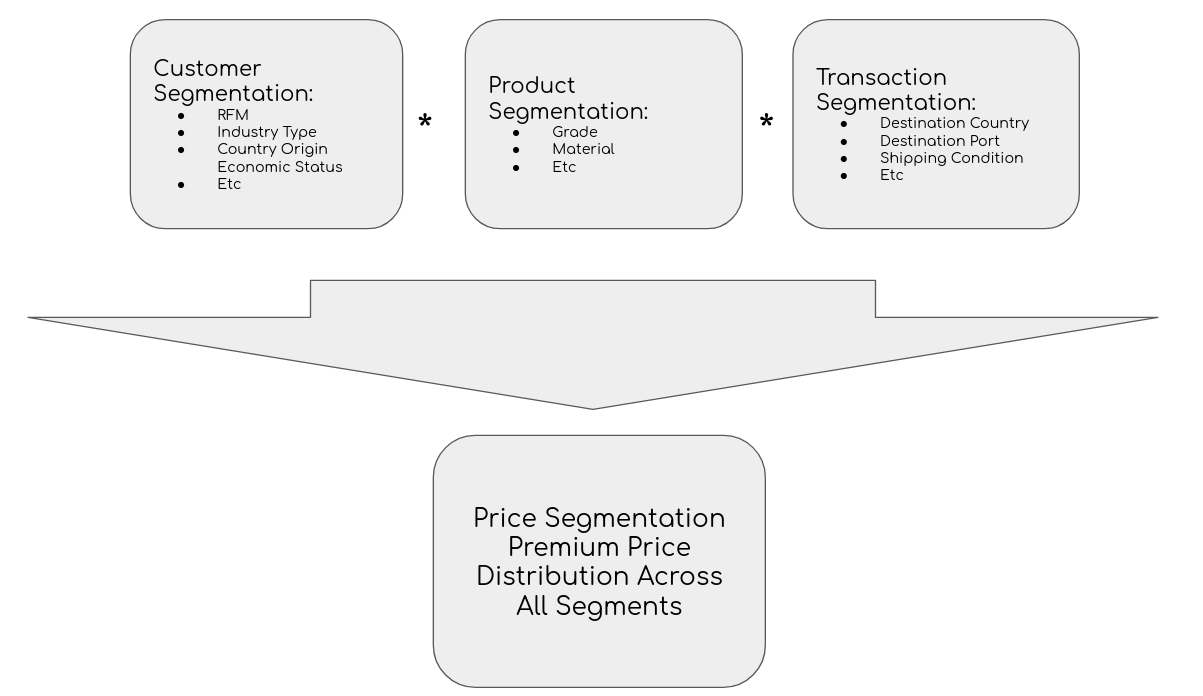 Customer
Segmentation:
● RFM
● Industry Type
● Country Origin
Economic Status
● Etc
*
Product
Segmentation:
● Grade
● Material
● Etc
*
Transaction
Segmentation:
● Destination Country
● Destination Port
● Shipping Condition
● Etc
Price Segmentation
Premium Price
Distribution Across
All Segments